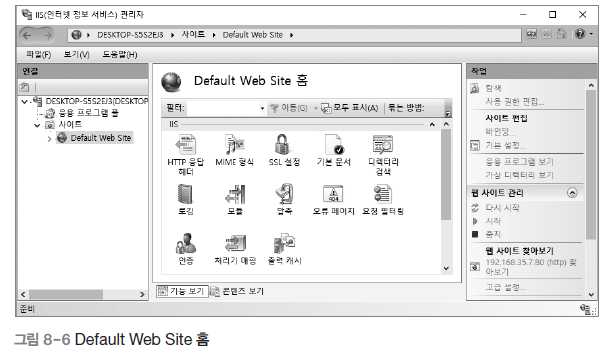 IIS(인터넷 정보 서비스) 관리자
DESKTOP-S5S2EJ3 ▸ 사이트 ▸ Default Web Site ▸
파일(F) 보기(V) 도움말(H)
연결
DESKTOP-S5S2EJ3(DESKTOP
응용 프로그램 풀
사이트
Default Web Site
Default Web Site 홈
필터: 이동(G) 모두 표시(A) 묶는 방법:
IIS
HTTP 응답 헤더
MIME 형식
SSL 설정
기본 문서
디렉터리 검색
로깅
모듈
압축
404
오류 페이지
요청 필터링
인증
처리기 매핑
출력 캐시
기능 보기 콘텐츠 보기
작업
탐색
사용 권한 편집...
사이트 편집
바인딩...
기본 설정...
응용 프로그램 보기
가상 디렉터리 보기
웹 사이트 관리
다시 시작
시작
중지
웹 사이트 찾아보기
192.168.35.7:80 (http) 찾
아보기
고급 설정...
준비
그림 8-6 Default Web Site 홈